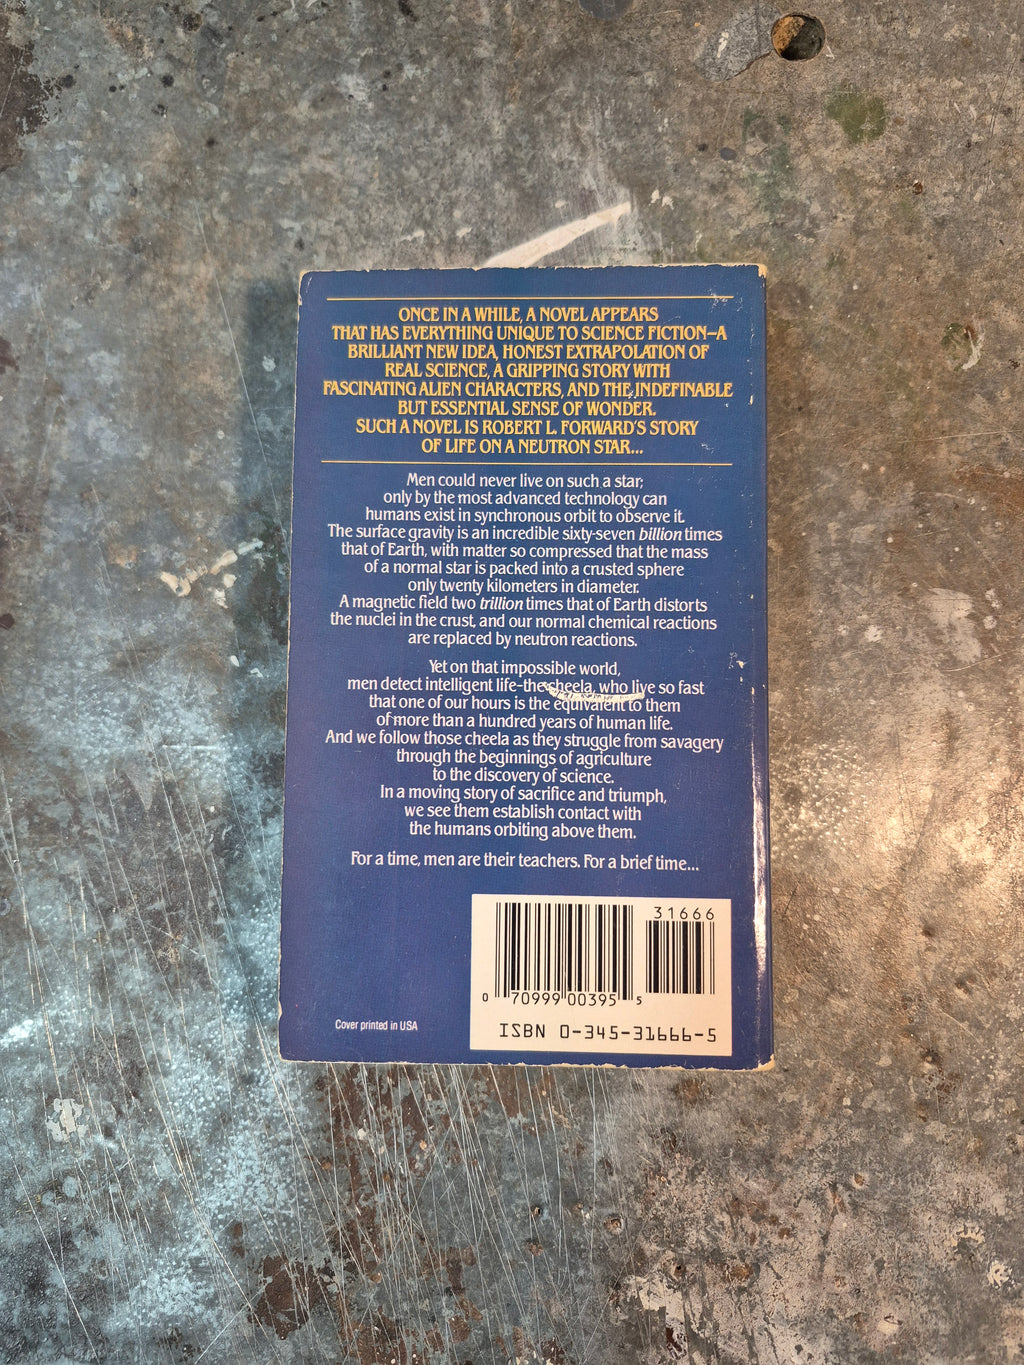 ONCE IN A WHILE, A NOVEL APPEARS
THAT HAS EVERYTHING UNIQUE TO SCIENCE FICTION—A
BRILLIANT NEW IDEA, HONEST EXTRAPOLATION OF
REAL SCIENCE, A GRIPPING STORY WITH
FASCINATING ALIEN CHARACTERS, AND THE INDEFINABLE
BUT ESSENTIAL SENSE OF WONDER.
SUCH A NOVEL IS ROBERT L. FORWARD'S STORY
OF LIFE ON A NEUTRON STAR...
Men could never live on such a star;
only by the most advanced technology can
humans exist in synchronous orbit to observe it.
The surface gravity is an incredible sixty-seven billion times
that of Earth, with matter so compressed that the mass
of a normal star is packed into a crusted sphere
only twenty kilometers in diameter.
A magnetic field two trillion times that of Earth distorts
the nuclei in the crust, and our normal chemical reactions
are replaced by neutron reactions.
Yet on that impossible world,
men detect intelligent life-the cheela, who live so fast
that one of our hours is the equivalent to them
of more than a hundred years of human life.
And we follow those cheela as they struggle from savagery
through the beginnings of agriculture
to the discovery of science.
In a moving story of sacrifice and triumph,
we see them establish contact with
the humans orbiting above them.
For a time, men are their teachers. For a brief time...
31666
0 70999 00395 5
ISBN 0-345-31666-5
Cover printed in USA